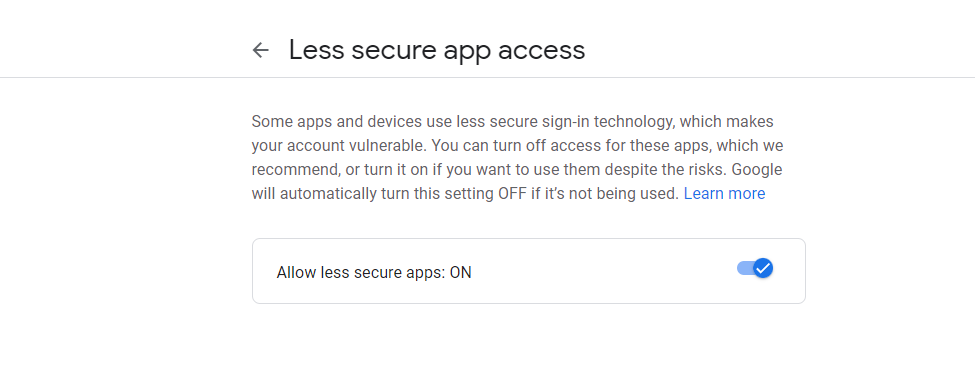 Less secure app access
Some apps and devices use less secure sign-in technology, which makes
your account vulnerable. You can turn off access for these apps, which we
recommend, or turn it on if you want to use them despite the risks. Google
will automatically turn this setting OFF if it’s not being used. Learn more
Allow less secure apps: ON